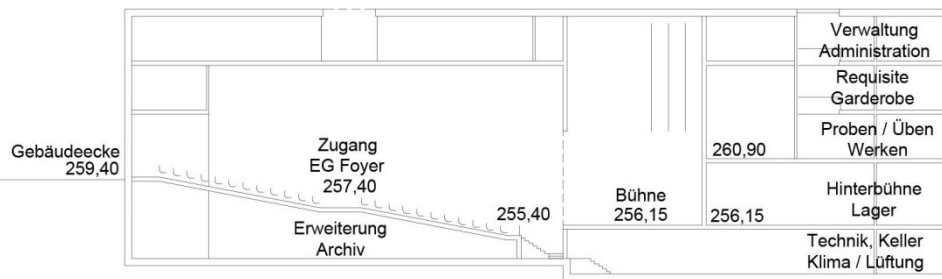 Verwaltung
Administration
Requisite
Garderobe
Gebäudeecke
259,40
Zugang
EG Foyer
257,40
260,90
Proben / Üben
Werken
Erweiterung
Archiv
255,40
Bühne
256,15
256,15
Hinterbühne
Lager
Technik, Keller
Klima / Lüftung